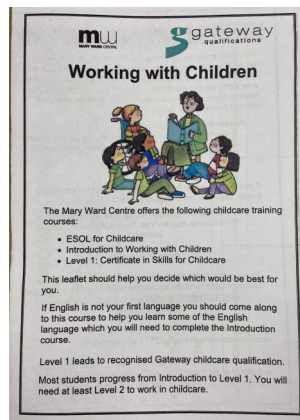 mw
MARY WARD CENTRE
gateway
qualifications
Working with Children
The Mary Ward Centre offers the following childcare training
courses:
• ESOL for Childcare
• Introduction to Working with Children
• Level 1: Certificate in Skills for Childcare
This leaflet should help you decide which would be best for
you.
If English is not your first language you should come along
to this course to help you learn some of the English
language which you will need to complete the Introduction
course.
Level 1 leads to recognised Gateway childcare qualification.
Most students progress from Introduction to Level 1. You will
need at least Level 2 to work in childcare.